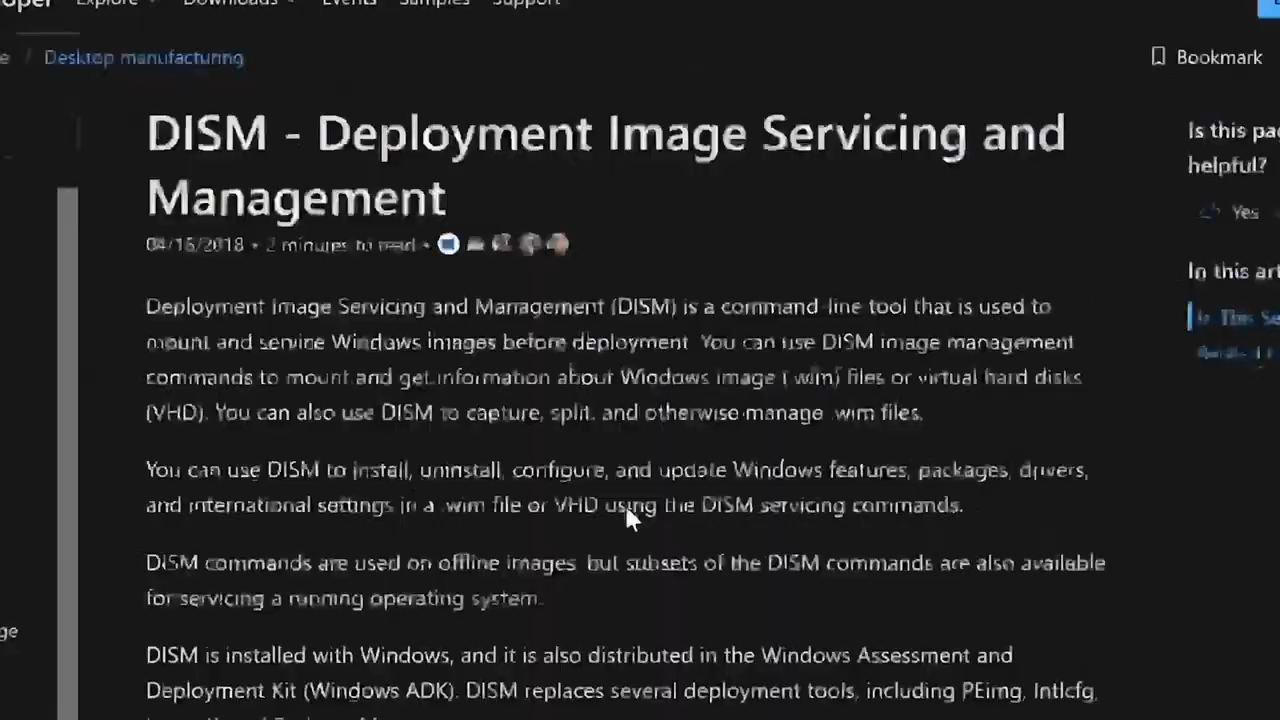 Explore Downloads Events Samples Support
Desktop manufacturing
Bookmark
DISM - Deployment Image Servicing and
Management
2 minutes to read
Deployment Image Servicing and Management (DISM) is a command-line tool that is used to
mount and service Windows images before deployment. You can use DISM image management
commands to mount and get information about Windows image (.wim) files or virtual hard disks
(VHD). You can also use DISM to capture, split, and otherwise manage .wim files.
You can use DISM to install, uninstall, configure, and update Windows features, packages, drivers,
and international settings in a .wim file or VHD using the DISM servicing commands.
DISM commands are used on offline images, but subsets of the DISM commands are also available
for servicing a running operating system.
DISM is installed with Windows, and it is also distributed in the Windows Assessment and
Deployment Kit (Windows ADK). DISM replaces several deployment tools, including PEimg, Intlcfg,
Is this
helpful?
Yes
In this